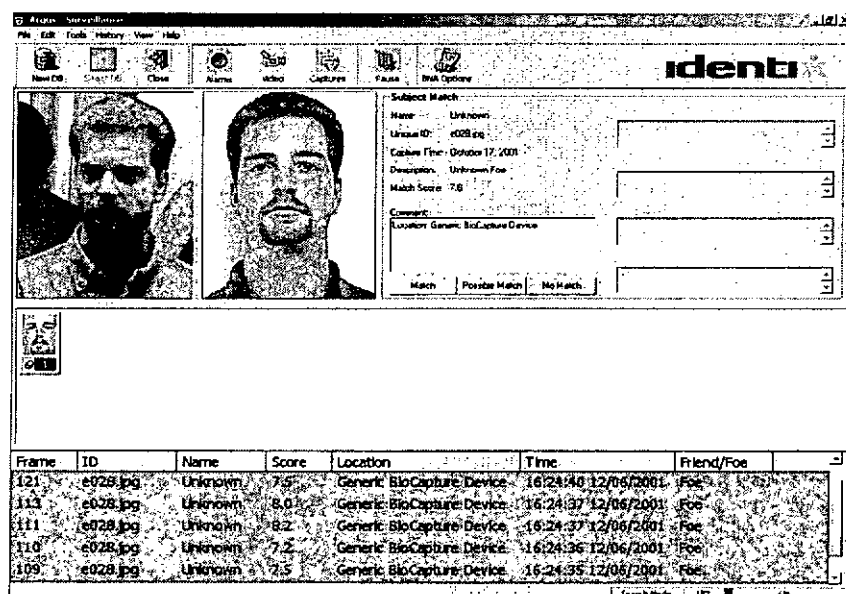 Argus Surveillance
File Edit Tools History View Help
New DB Close Alarms Video Captures Pause BNA Options
identix
Subject Match
Name Unknown
Unique ID: e028.jpg
Capture Time October 17, 2001
Description. Unknown Foe
Match Score 7.8
Comment:
Location: Generic BioCapture Device
Match Possible Match No Match
1
Frame ID Name Score Location Time Friend/Foe
121 e028.jpg Unknown 7.5 Generic BioCapture Device 16:24:40 12/06/2001 Foe
113 e028.jpg Unknown 8.0 Generic BioCapture Device 16:24:37 12/06/2001 Foe
111 e028.jpg Unknown 8.2 Generic BioCapture Device 16:24:37 12/06/2001 Foe
110 e028.jpg Unknown 7.2 Generic BioCapture Device 16:24:36 12/06/2001 Foe
109 e028.jpg Unknown 7.5 Generic BioCapture Device 16:24:35 12/06/2001 Foe